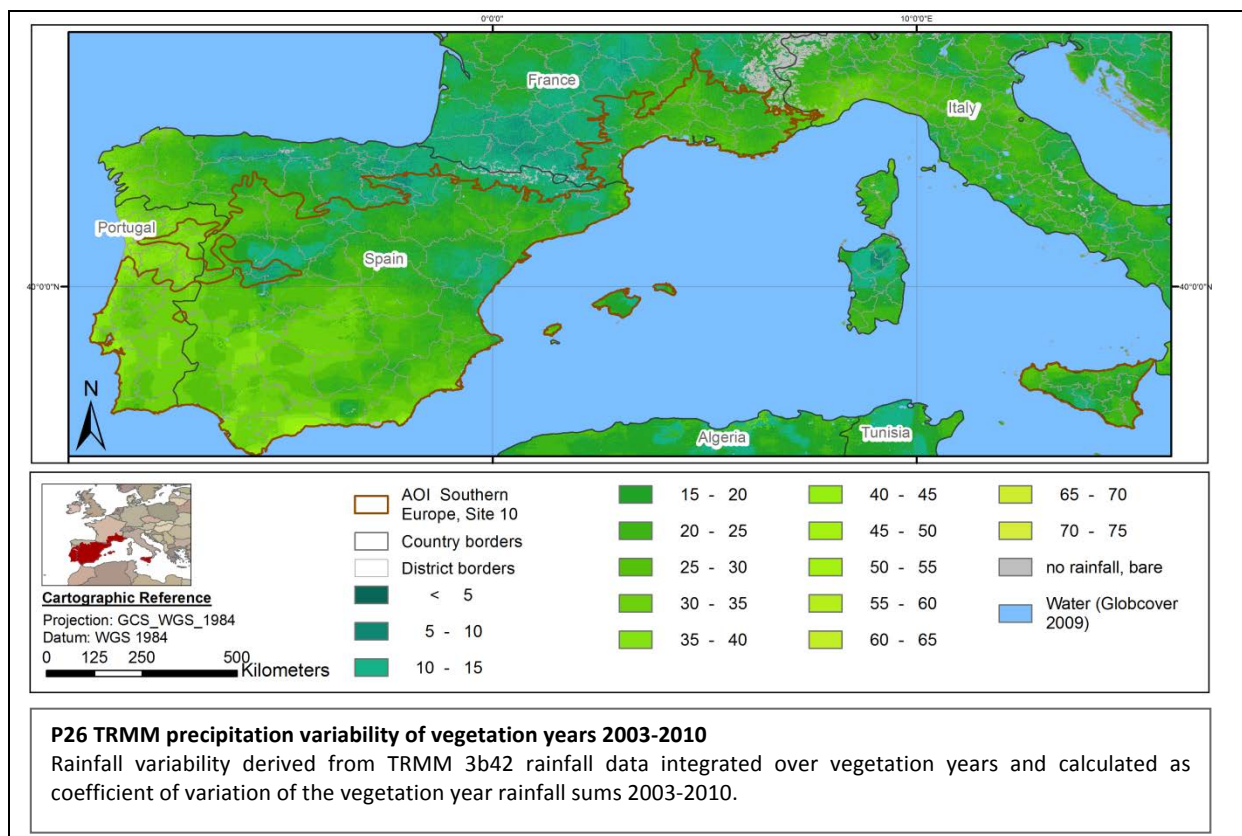 0°0'0"
10°0'0"E
France
Italy
Portugal
Spain
40°0'0"N
40°0'0"N
N
Algeria
Tunisia
AOI Southern
Europe, Site 10
Country borders
District borders
< 5
5 - 10
10 - 15
15 - 20
20 - 25
25 - 30
30 - 35
35 - 40
40 - 45
45 - 50
50 - 55
55 - 60
60 - 65
65 - 70
70 - 75
no rainfall, bare
Water (Globcover
2009)
Cartographic Reference
Projection: GCS_WGS_1984
Datum: WGS 1984
0 125 250 500
Kilometers
P26 TRMM precipitation variability of vegetation years 2003-2010
Rainfall variability derived from TRMM 3b42 rainfall data integrated over vegetation years and calculated as
coefficient of variation of the vegetation year rainfall sums 2003-2010.